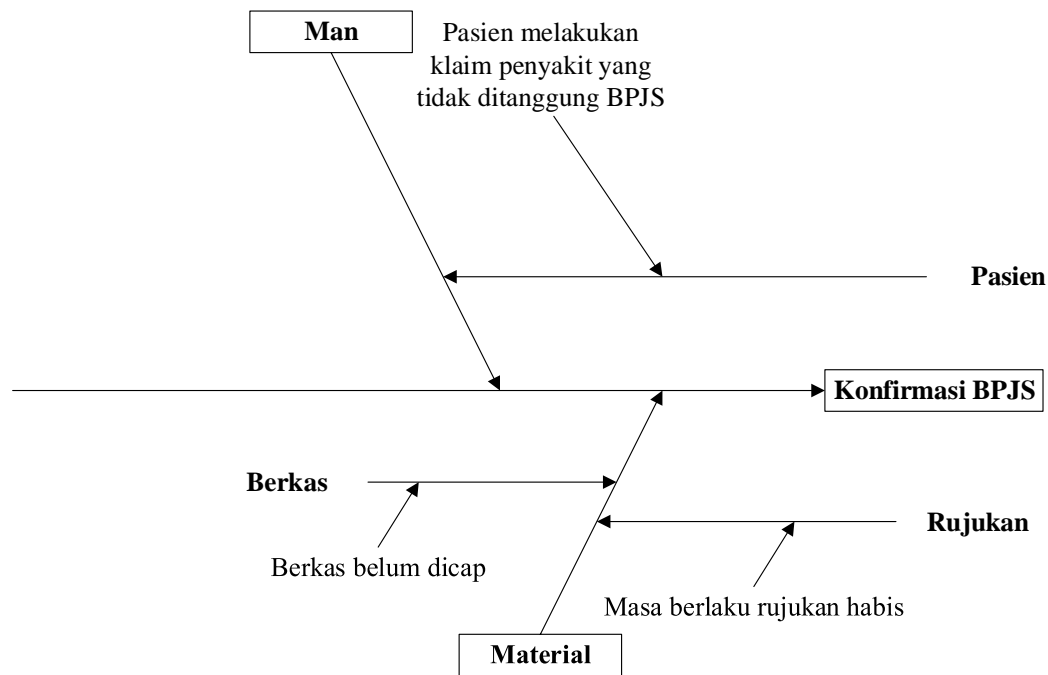 Man
Pasien melakukan
klaim penyakit yang
tidak ditanggung BPJS
Pasien
Konfirmasi BPJS
Berkas
Rujukan
Berkas belum dicap
Masa berlaku rujukan habis
Material